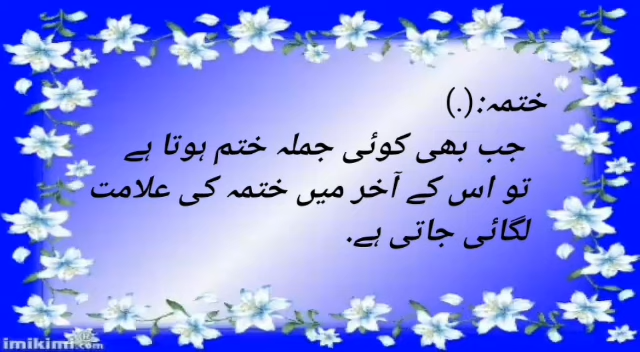 ختمہ:(.)
جب بھی کوئی جملہ ختم ہوتا ہے
تو اس کے آخر میں ختمہ کی علامت
لگائی جاتی ہے.
imikimi.com